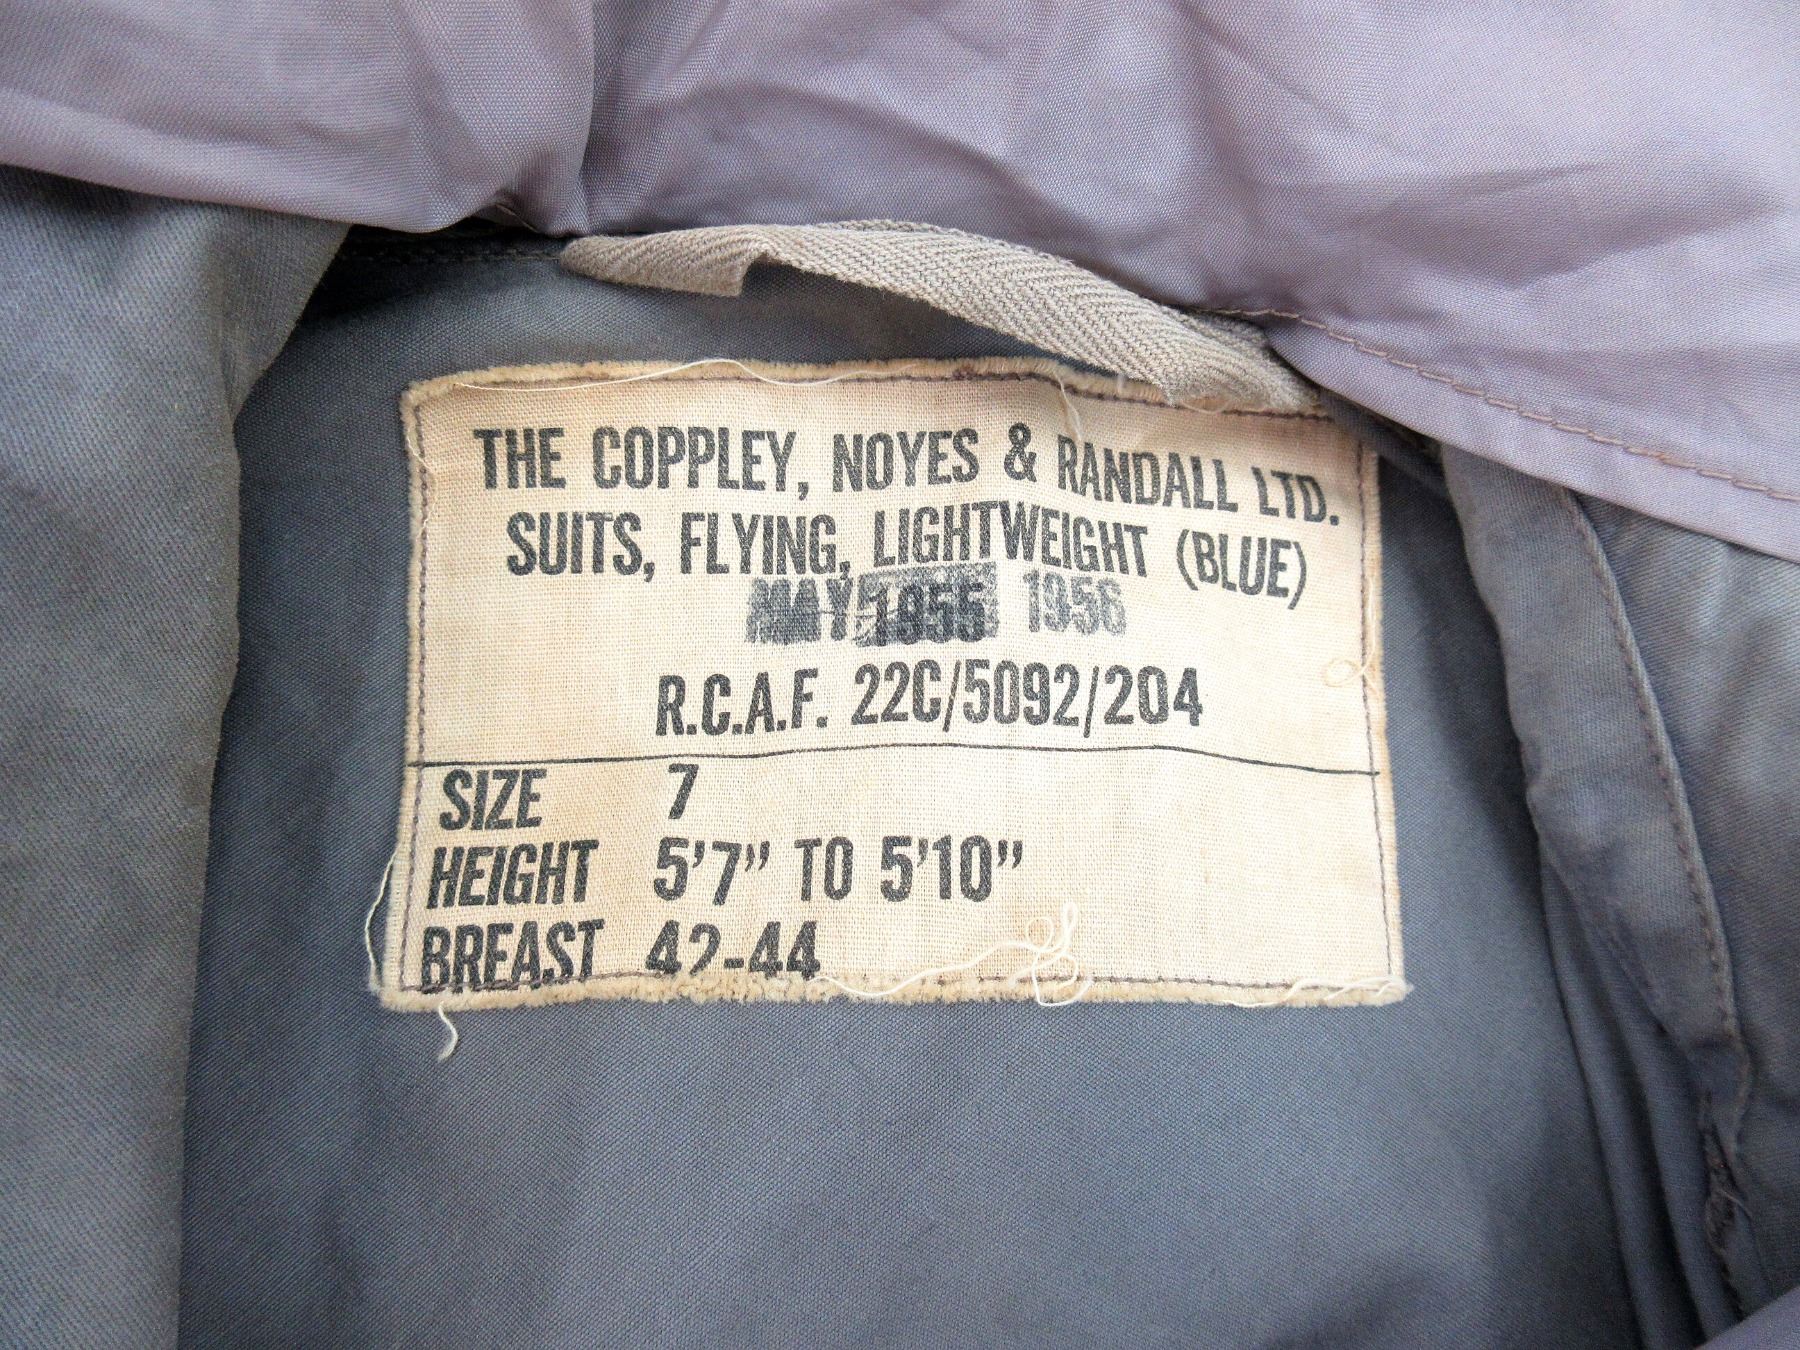 THE COPPLEY, NOYES & RANDALL LTD.
SUITS, FLYING, LIGHTWEIGHT (BLUE)
MAY 1955 1956
R.C.A.F. 22C/5092/204
SIZE 7
HEIGHT 5'7" TO 5'10"
BREAST 42-44